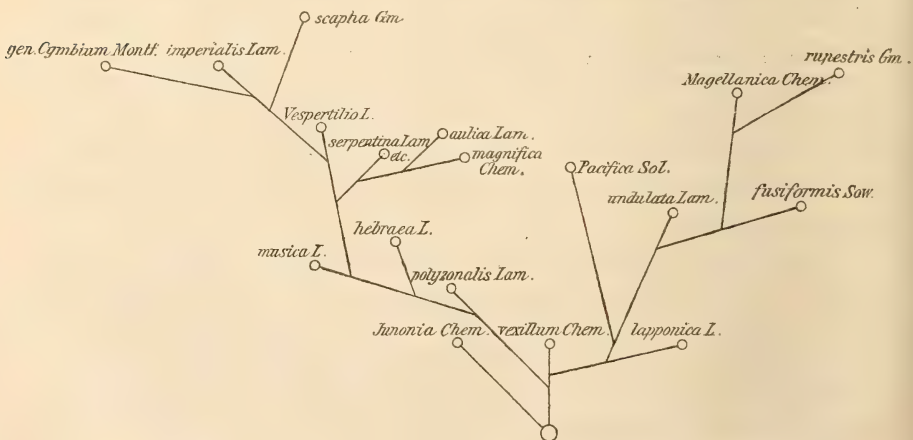 scapha Gm.
gen. Cymbium Montf. imperialis Lam.
rupestris Gm.
Magellanica Chem.
Vespertilio L.
serpentina Lam.
etc.
aulica Lam.
magnifica
Chem.
Pacifica Sol.
undulata Lam.
fusiformis Sow.
hebraea L.
musica L.
polyzonalis Lam.
Junonia Chem. vexillum Chem. lapponica L.